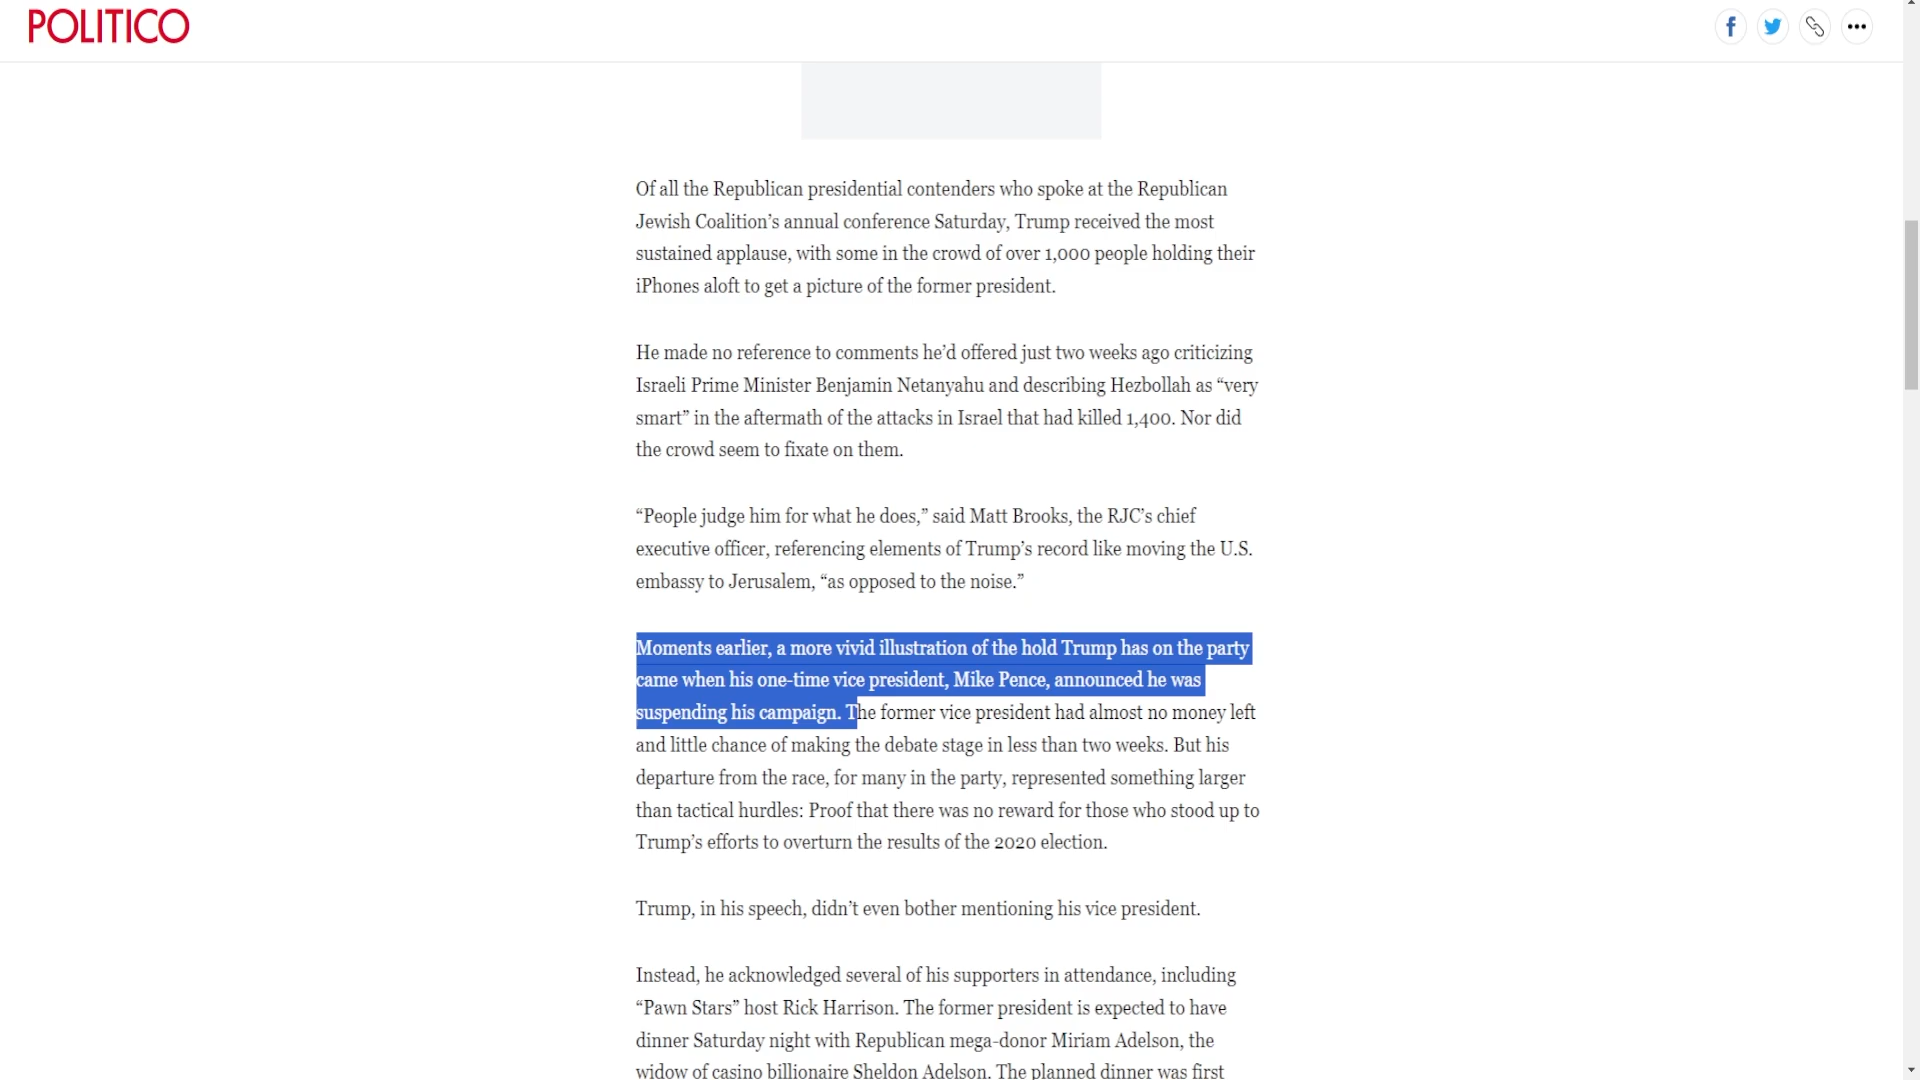 POLITICO
Of all the Republican presidential contenders who spoke at the Republican
Jewish Coalition’s annual conference Saturday, Trump received the most
sustained applause, with some in the crowd of over 1,000 people holding their
iPhones aloft to get a picture of the former president.
He made no reference to comments he’d offered just two weeks ago criticizing
Israeli Prime Minister Benjamin Netanyahu and describing Hezbollah as “very
smart” in the aftermath of the attacks in Israel that had killed 1,400. Nor did
the crowd seem to fixate on them.
“People judge him for what he does,” said Matt Brooks, the RJC’s chief
executive officer, referencing elements of Trump’s record like moving the U.S.
embassy to Jerusalem, “as opposed to the noise.”
Moments earlier, a more vivid illustration of the hold Trump has on the party
came when his one-time vice president, Mike Pence, announced he was
suspending his campaign. The former vice president had almost no money left
and little chance of making the debate stage in less than two weeks. But his
departure from the race, for many in the party, represented something larger
than tactical hurdles: Proof that there was no reward for those who stood up to
Trump’s efforts to overturn the results of the 2020 election.
Trump, in his speech, didn’t even bother mentioning his vice president.
Instead, he acknowledged several of his supporters in attendance, including
“Pawn Stars” host Rick Harrison. The former president is expected to have
dinner Saturday night with Republican mega-donor Miriam Adelson, the
widow of casino billionaire Sheldon Adelson. The planned dinner was first